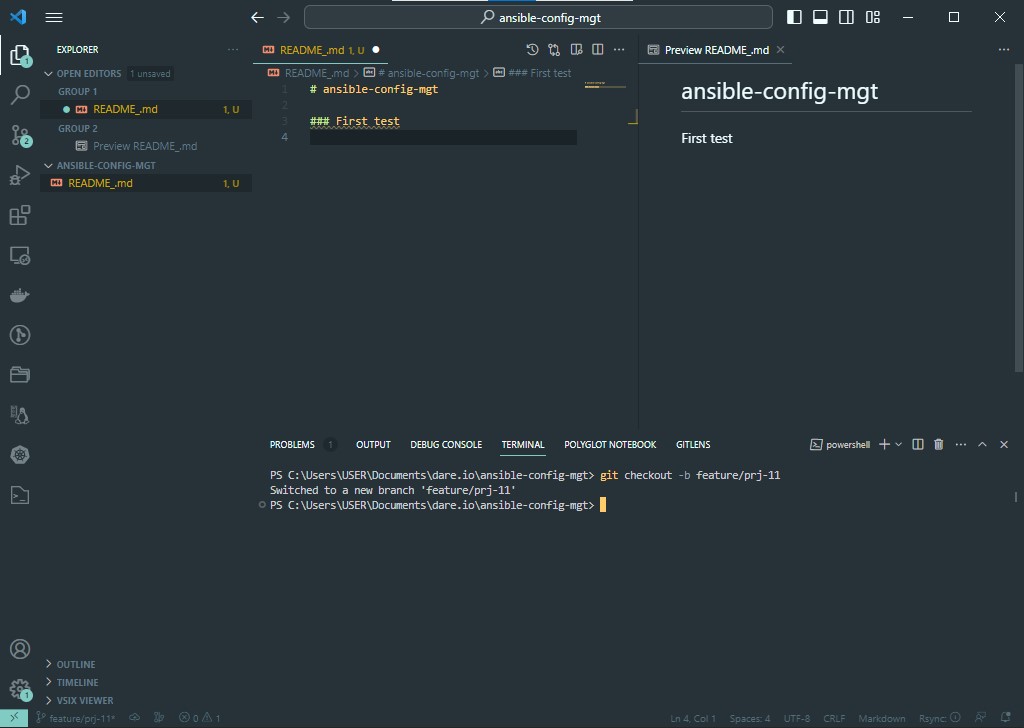 ansible-config-mgt
EXPLORER
OPEN EDITORS 1 unsaved
GROUP 1
README_.md 1, U
GROUP 2
Preview README_.md
ANSIBLE-CONFIG-MGT
README_.md 1, U
OUTLINE
TIMELINE
VSIX VIEWER
1
2
1
README_.md 1, U
README_.md > # ansible-config-mgt > ### First test
1 # ansible-config-mgt
2
3 ### First test
4
Preview README_.md
ansible-config-mgt
First test
PROBLEMS 1 OUTPUT DEBUG CONSOLE TERMINAL POLYGLOT NOTEBOOK GITLENS
powershell
PS C:\Users\USER\Documents\dare.io\ansible-config-mgt> git checkout -b feature/prj-11
Switched to a new branch 'feature/prj-11'
PS C:\Users\USER\Documents\dare.io\ansible-config-mgt>
feature/prj-11* 0 1 Ln 4, Col 1 Spaces: 4 UTF-8 CRLF Markdown Rsync: